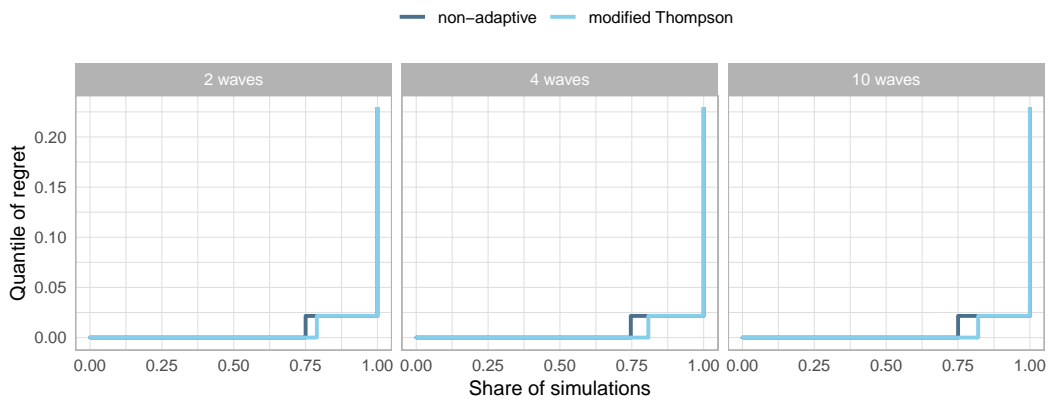 non−adaptive modified Thompson
2 waves 4 waves 10 waves
Quantile of regret
0.20
0.15
0.10
0.05
0.00
0.00 0.25 0.50 0.75 1.00 0.00 0.25 0.50 0.75 1.00 0.00 0.25 0.50 0.75 1.00
Share of simulations